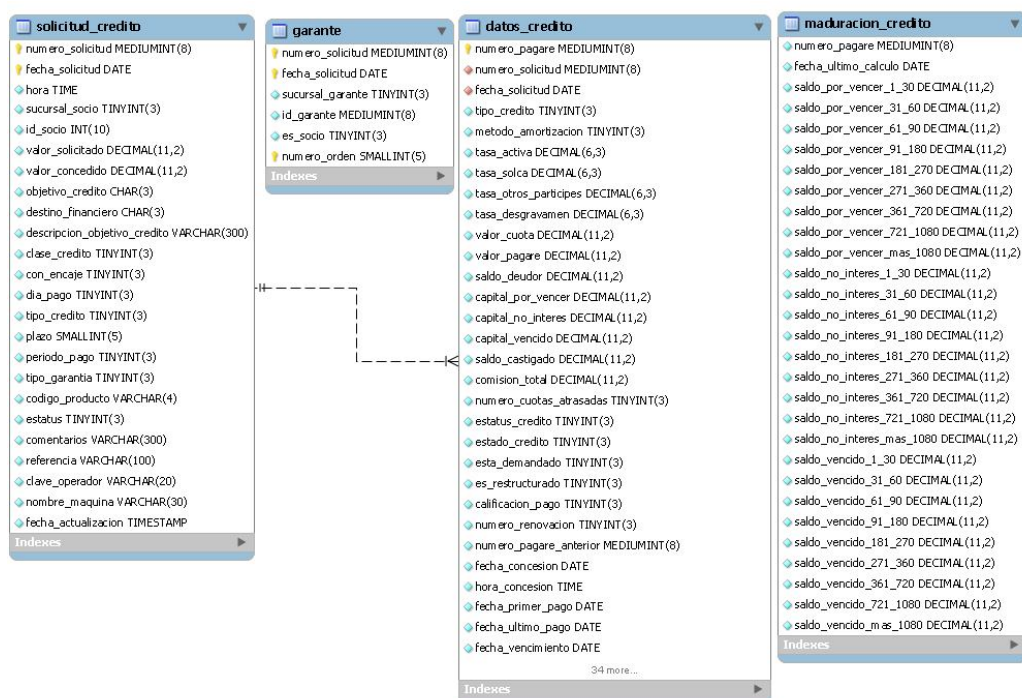 solicitud_credito
numero_solicitud MEDIUMINT(8)
fecha_solicitud DATE
hora TIME
sucursal_socio TINYINT(3)
id_socio INT(10)
valor_solicitado DECIMAL(11,2)
valor_concedido DECIMAL(11,2)
objetivo_credito CHAR(3)
destino_financiero CHAR(3)
descripcion_objetivo_credito VARCHAR(300)
clase_credito TINYINT(3)
con_encaje TINYINT(3)
dia_pago TINYINT(3)
tipo_credito TINYINT(3)
plazo SMALLINT(5)
periodo_pago TINYINT(3)
tipo_garantia TINYINT(3)
codigo_producto VARCHAR(4)
estatus TINYINT(3)
comentarios VARCHAR(300)
referencia VARCHAR(100)
clave_operador VARCHAR(20)
nombre_maquina VARCHAR(30)
fecha_actualizacion TIMESTAMP
Indexes
garante
numero_solicitud MEDIUMINT(8)
fecha_solicitud DATE
sucursal_garante TINYINT(3)
id_garante MEDIUMINT(8)
es_socio TINYINT(3)
numero_orden SMALLINT(5)
Indexes
datos_credito
numero_pagare MEDIUMINT(8)
numero_solicitud MEDIUMINT(8)
fecha_solicitud DATE
tipo_credito TINYINT(3)
metodo_amortizacion TINYINT(3)
tasa_activa DECIMAL(6,3)
tasa_solca DECIMAL(6,3)
tasa_otros_participes DECIMAL(6,3)
tasa_desgravamen DECIMAL(6,3)
valor_cuota DECIMAL(11,2)
valor_pagare DECIMAL(11,2)
saldo_deudor DECIMAL(11,2)
capital_por_vencer DECIMAL(11,2)
capital_no_interes DECIMAL(11,2)
capital_vencido DECIMAL(11,2)
saldo_castigado DECIMAL(11,2)
comision_total DECIMAL(11,2)
numero_cuotas_atrasadas TINYINT(3)
estatus_credito TINYINT(3)
estado_credito TINYINT(3)
esta_demandado TINYINT(3)
es_restructurado TINYINT(3)
calificacion_pago TINYINT(3)
numero_renovacion TINYINT(3)
numero_pagare_anterior MEDIUMINT(8)
fecha_concesion DATE
hora_concesion TIME
fecha_primer_pago DATE
fecha_ultimo_pago DATE
fecha_vencimiento DATE
34 more...
Indexes
maduracion_credito
numero_pagare MEDIUMINT(8)
fecha_ultimo_calculo DATE
saldo_por_vencer_1_30 DECIMAL(11,2)
saldo_por_vencer_31_60 DECIMAL(11,2)
saldo_por_vencer_61_90 DECIMAL(11,2)
saldo_por_vencer_91_180 DECIMAL(11,2)
saldo_por_vencer_181_270 DECIMAL(11,2)
saldo_por_vencer_271_360 DECIMAL(11,2)
saldo_por_vencer_361_720 DECIMAL(11,2)
saldo_por_vencer_721_1080 DECIMAL(11,2)
saldo_por_vencer_mas_1080 DECIMAL(11,2)
saldo_no_interes_1_30 DECIMAL(11,2)
saldo_no_interes_31_60 DECIMAL(11,2)
saldo_no_interes_61_90 DECIMAL(11,2)
saldo_no_interes_91_180 DECIMAL(11,2)
saldo_no_interes_181_270 DECIMAL(11,2)
saldo_no_interes_271_360 DECIMAL(11,2)
saldo_no_interes_361_720 DECIMAL(11,2)
saldo_no_interes_721_1080 DECIMAL(11,2)
saldo_no_interes_mas_1080 DECIMAL(11,2)
saldo_vencido_1_30 DECIMAL(11,2)
saldo_vencido_31_60 DECIMAL(11,2)
saldo_vencido_61_90 DECIMAL(11,2)
saldo_vencido_91_180 DECIMAL(11,2)
saldo_vencido_181_270 DECIMAL(11,2)
saldo_vencido_271_360 DECIMAL(11,2)
saldo_vencido_361_720 DECIMAL(11,2)
saldo_vencido_721_1080 DECIMAL(11,2)
saldo_vencido_mas_1080 DECIMAL(11,2)
Indexes